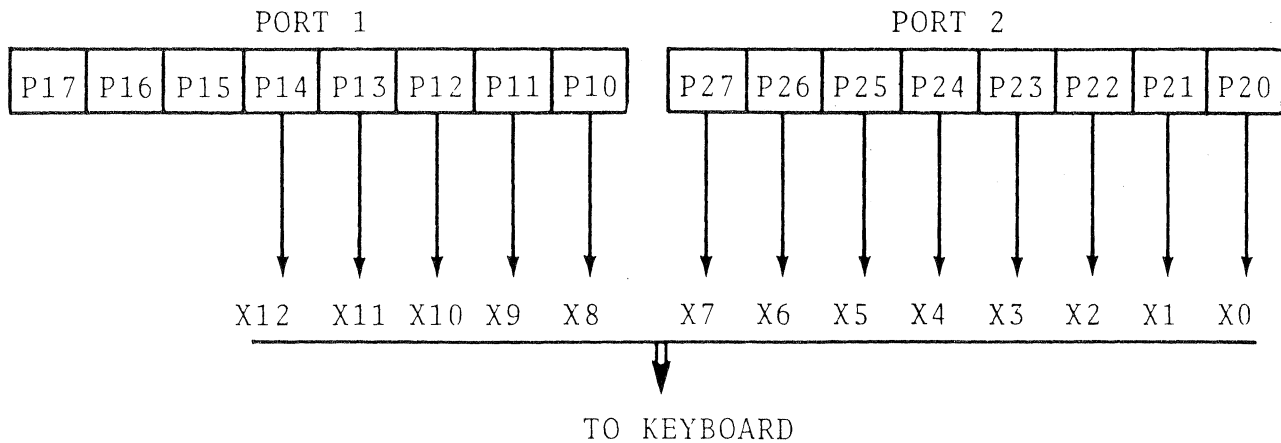 PORT 1 PORT 2
P17 P16 P15 P14 P13 P12 P11 P10 P27 P26 P25 P24 P23 P22 P21 P20
X12 X11 X10 X9 X8 X7 X6 X5 X4 X3 X2 X1 X0
TO KEYBOARD